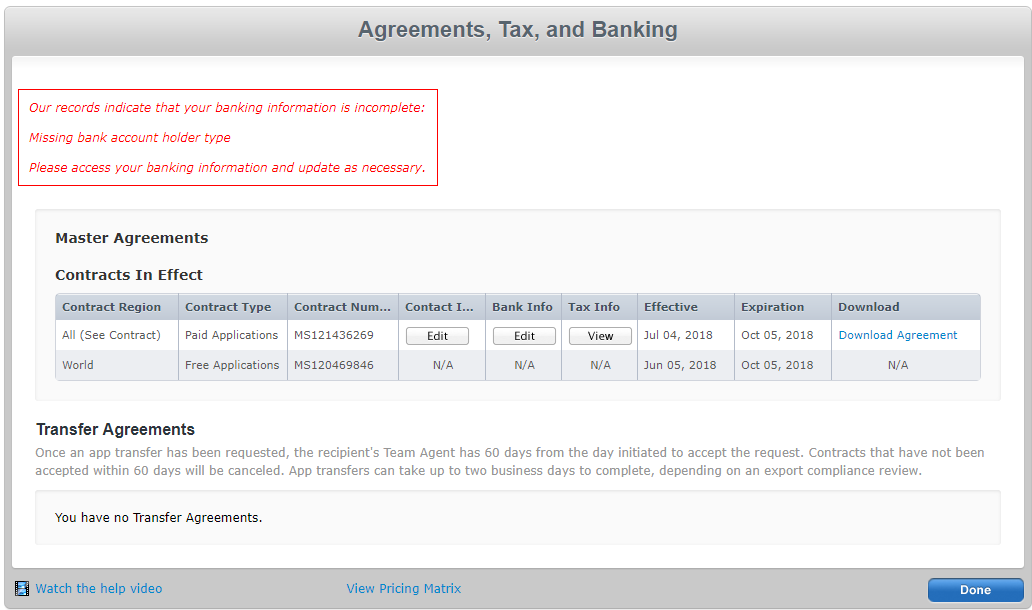 Agreements, Tax, and Banking
Our records indicate that your banking information is incomplete:
Missing bank account holder type
Please access your banking information and update as necessary.
Master Agreements
Contracts In Effect
Contract Region Contract Type Contract Num... Contact I... Bank Info Tax Info Effective Expiration Download
All (See Contract) Paid Applications MS121436269 Edit Edit View Jul 04, 2018 Oct 05, 2018 Download Agreement
World Free Applications MS120469846 N/A N/A N/A Jun 05, 2018 Oct 05, 2018 N/A
Transfer Agreements
Once an app transfer has been requested, the recipient's Team Agent has 60 days from the day initiated to accept the request. Contracts that have not been
accepted within 60 days will be canceled. App transfers can take up to two business days to complete, depending on an export compliance review.
You have no Transfer Agreements.
Watch the help video View Pricing Matrix Done